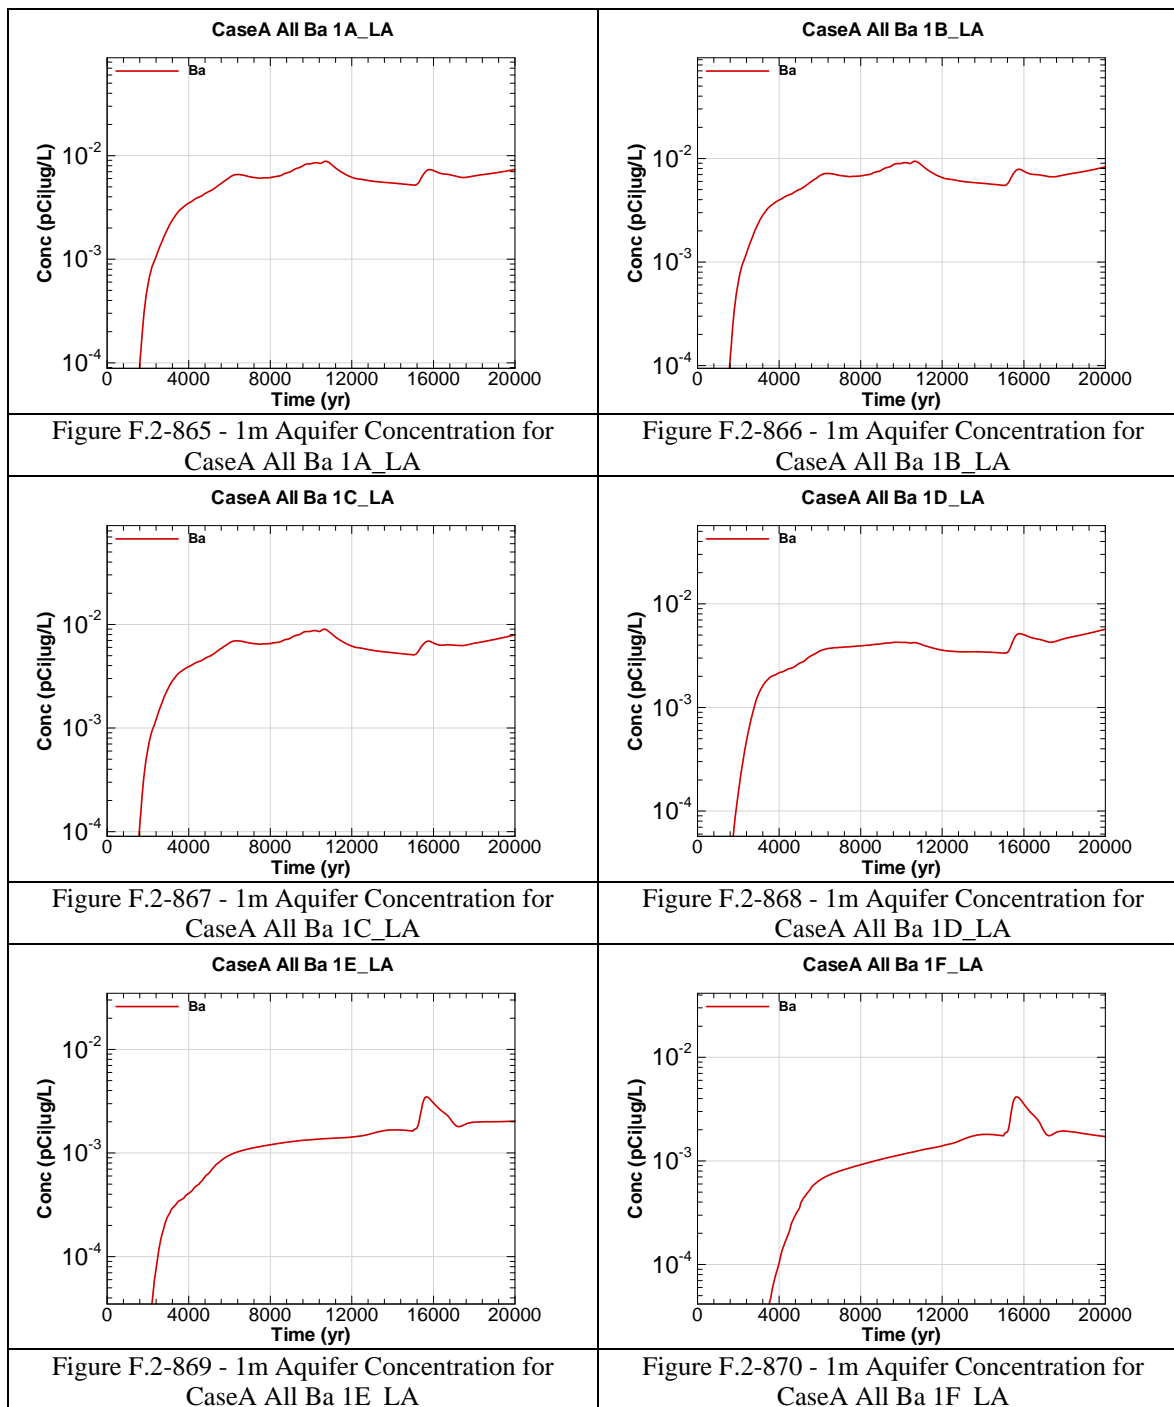 CaseA All Ba 1A_LA
Ba
Conc (pCi|ug/L)
10-2
10-3
10-4
0 4000 8000 12000 16000 20000
Time (yr)
Figure F.2-865 - 1m Aquifer Concentration for
CaseA All Ba 1A_LA
CaseA All Ba 1B_LA
Ba
Conc (pCi|ug/L)
10-2
10-3
10-4
0 4000 8000 12000 16000 20000
Time (yr)
Figure F.2-866 - 1m Aquifer Concentration for
CaseA All Ba 1B_LA
CaseA All Ba 1C_LA
Ba
Conc (pCi|ug/L)
10-2
10-3
10-4
0 4000 8000 12000 16000 20000
Time (yr)
Figure F.2-867 - 1m Aquifer Concentration for
CaseA All Ba 1C_LA
CaseA All Ba 1D_LA
Ba
Conc (pCi|ug/L)
10-2
10-3
10-4
0 4000 8000 12000 16000 20000
Time (yr)
Figure F.2-868 - 1m Aquifer Concentration for
CaseA All Ba 1D_LA
CaseA All Ba 1E_LA
Ba
Conc (pCi|ug/L)
10-2
10-3
10-4
0 4000 8000 12000 16000 20000
Time (yr)
Figure F.2-869 - 1m Aquifer Concentration for
CaseA All Ba 1E_LA
CaseA All Ba 1F_LA
Ba
Conc (pCi|ug/L)
10-2
10-3
10-4
0 4000 8000 12000 16000 20000
Time (yr)
Figure F.2-870 - 1m Aquifer Concentration for
CaseA All Ba 1F_LA